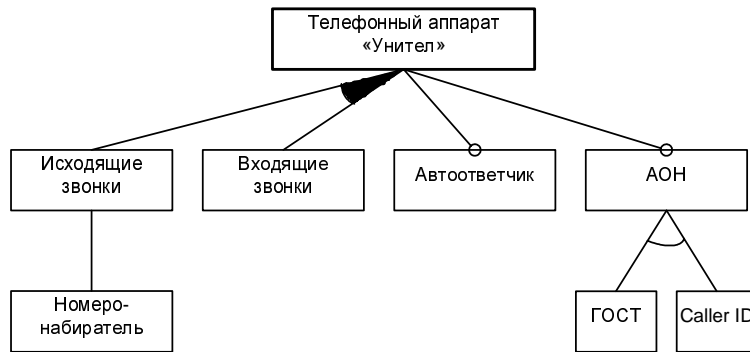 Телефонный аппарат
«Унител»
Исходящие
звонки
Входящие
звонки
Автоответчик
АОН
Номеро-
набиратель
ГОСТ
Caller ID